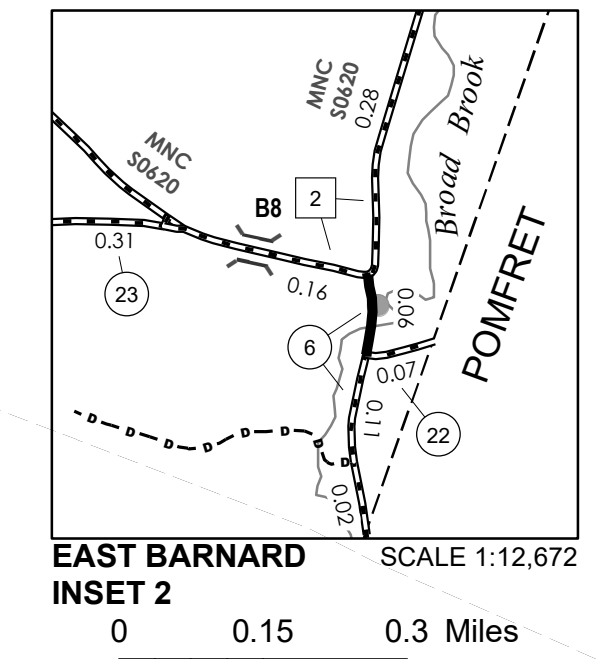 MNC
S0620
0.28
Broad Brook
MNC
S0620
2
B8
0.31
23
0.16
0.06
POMFRET
6
0.07
22
0.11
D D D D D D D
0.02
EAST BARNARD
INSET 2
SCALE 1:12,672
0 0.15 0.3 Miles